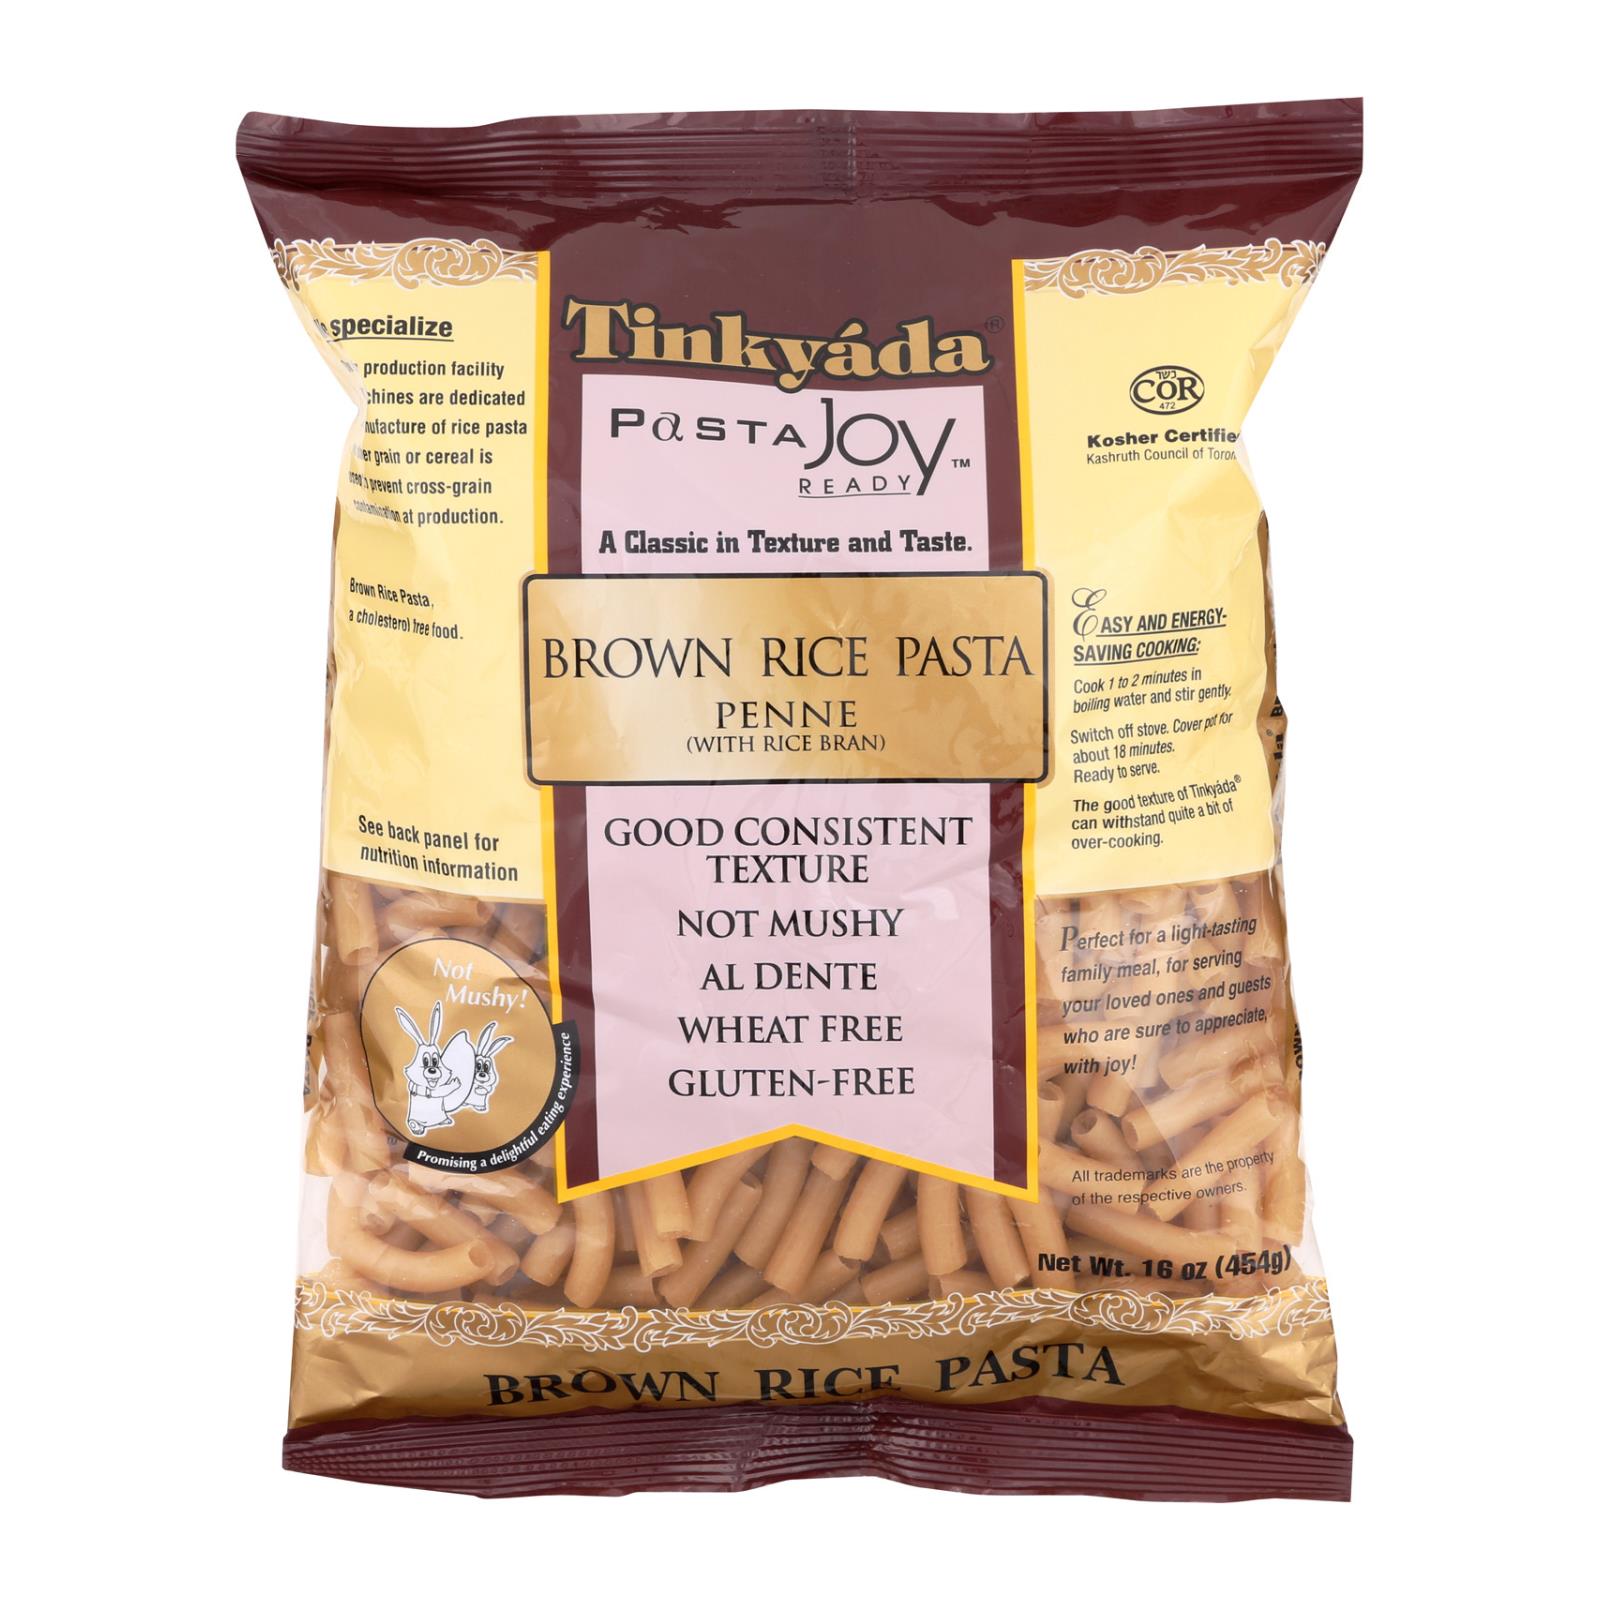 Tinkyáda®
PASTA JOY™
READY
A Classic in Texture and Taste.
BROWN RICE PASTA
PENNE
(WITH RICE BRAN)
GOOD CONSISTENT
TEXTURE
NOT MUSHY
AL DENTE
WHEAT FREE
GLUTEN-FREE
specialize
production facility
chines are dedicated
nufacture of rice pasta
grain or cereal is
prevent cross-grain
at production.
Brown Rice Pasta,
a cholesterol free food.
See back panel for
nutrition information
Not
Mushy!
Promising a delightful eating experience
כשר
COR
472
Kosher Certifie
Kashruth Council of Toron
EASY AND ENERGY-
SAVING COOKING:
Cook 1 to 2 minutes in
boiling water and stir gently.
Switch off stove. Cover pot for
about 18 minutes.
Ready to serve.
The good texture of Tinkyáda®
can withstand quite a bit of
over-cooking.
Perfect for a light-tasting
family meal, for serving
your loved ones and guests
who are sure to appreciate,
with joy!
All trademarks are the property
of the respective owners.
Net Wt. 16 oz (454g)
BROWN RICE PASTA